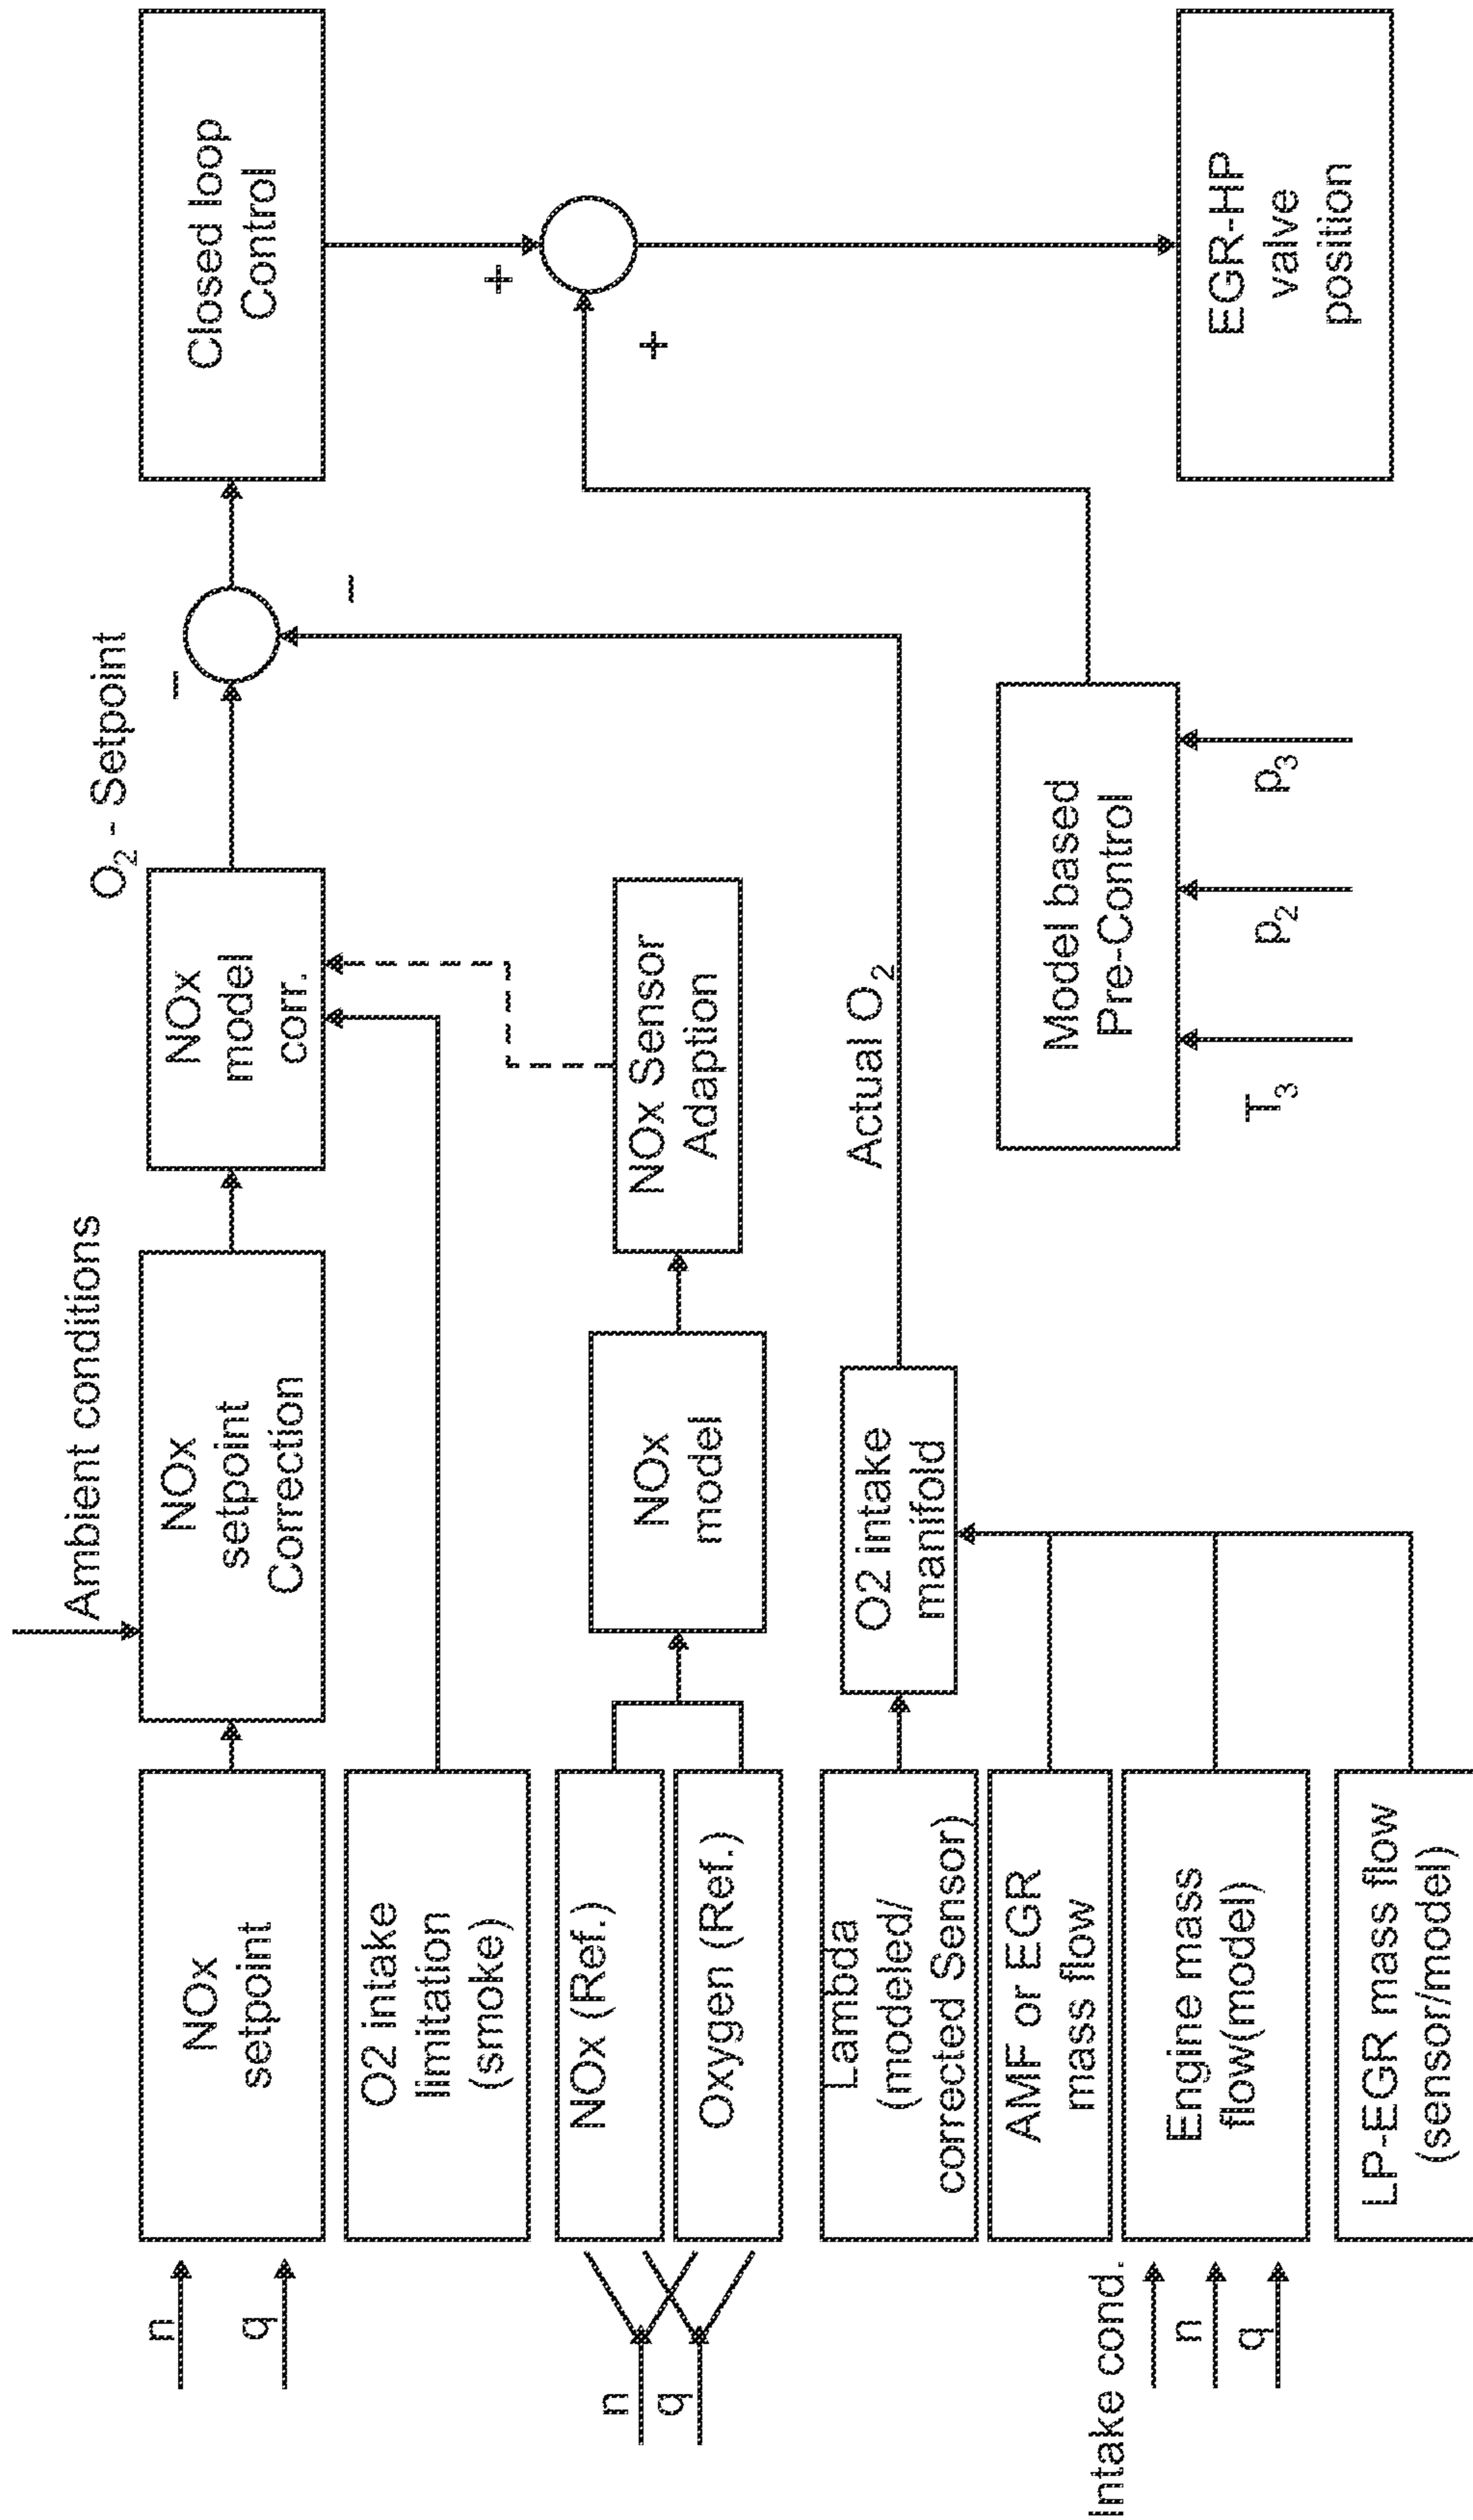 Ambient conditions
O2 - Setpoint
n
q
NOx
setpoint
NOx
setpoint
Correction
NOx
model
corr.
–
–
Closed loop
Control
O2 intake
limitation
(smoke)
+
+
n
q
NOx (Ref.)
Oxygen (Ref.)
NOx
model
NOx Sensor
Adaption
Lambda
(modeled/
corrected Sensor)
O2 intake
manifold
Actual O2
AMF or EGR
mass flow
Intake cond.
n
q
Engine mass
flow(model)
LP-EGR mass flow
(sensor/model)
Model based
Pre-Control
T3
p2
p3
EGR-HP
valve
position